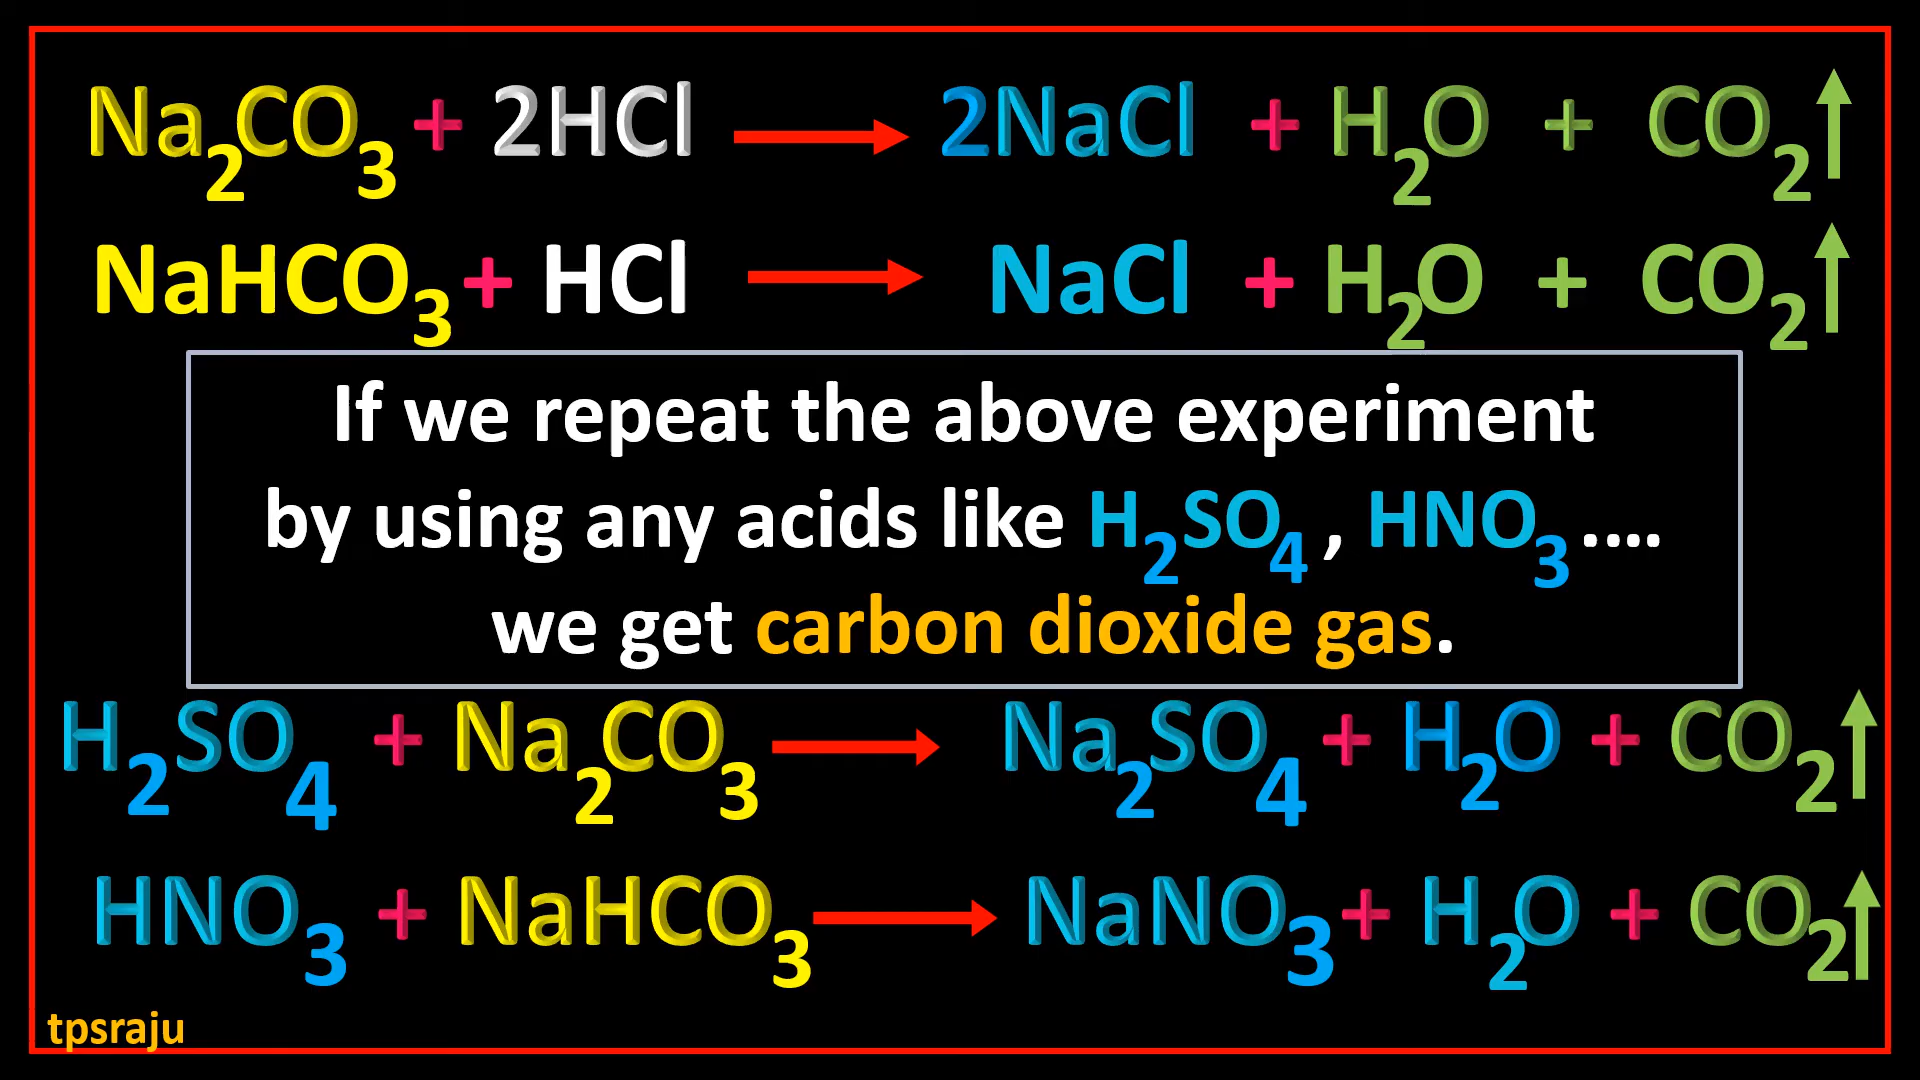 Na₂CO₃ + 2HCl → 2NaCl + H₂O + CO₂↑
NaHCO₃ + HCl → NaCl + H₂O + CO₂↑
If we repeat the above experiment
by using any acids like H₂SO₄ , HNO₃ ....
we get carbon dioxide gas.
H₂SO₄ + Na₂CO₃ → Na₂SO₄ + H₂O + CO₂↑
HNO₃ + NaHCO₃ → NaNO₃ + H₂O + CO₂↑
tpsraju